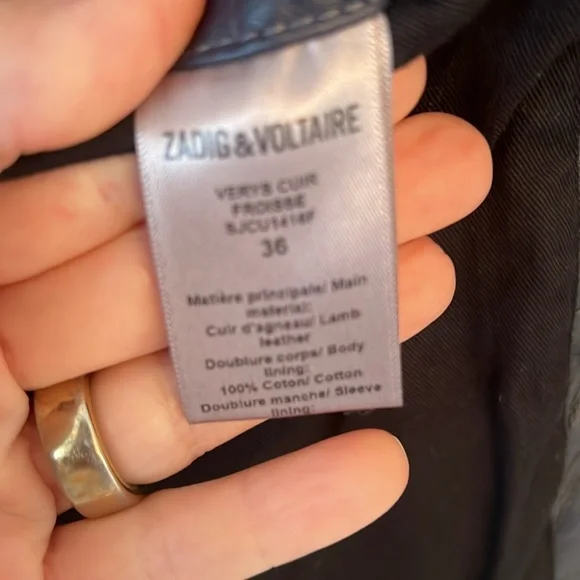 ZADIG&VOLTAIRE
VERYS CUIR
FROISSE
SJCU1416F
36
Matière principale/ Main
material:
Cuir d'agneau/ Lamb
leather
Doublure corps/ Body
lining:
100% Coton/ Cotton
Doublure manche/ Sleeve
lining: